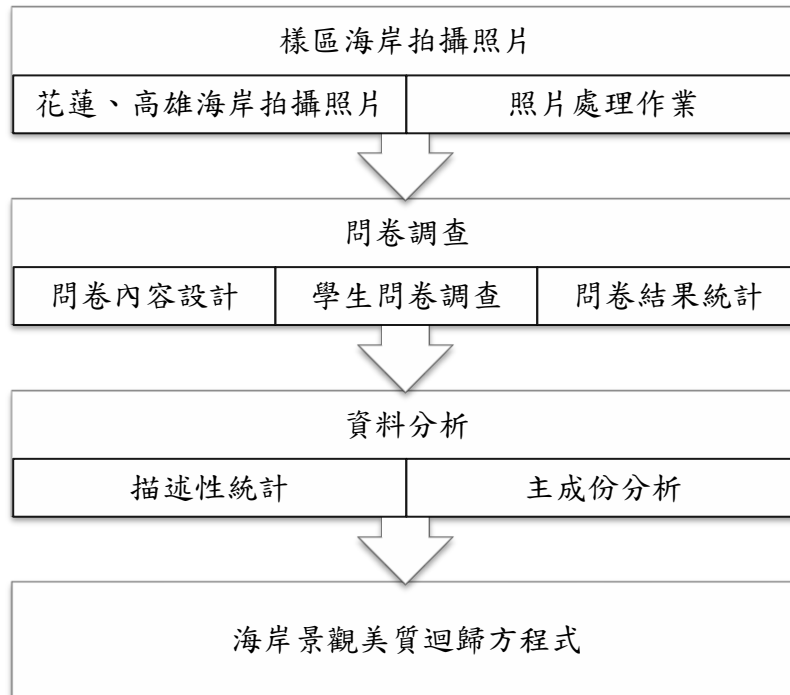 樣區海岸拍攝照片
花蓮、高雄海岸拍攝照片
照片處理作業
問卷調查
問卷內容設計
學生問卷調查
問卷結果統計
資料分析
描述性統計
主成份分析
海岸景觀美質迴歸方程式